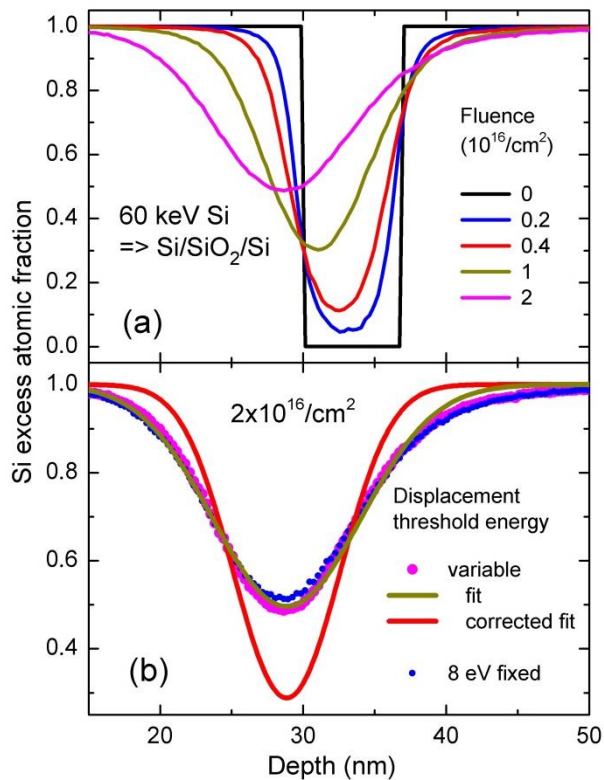 Si excess atomic fraction
1.0
0.8
0.6
0.4
0.2
0.0
60 keV Si
=> Si/SiO₂/Si
(a)
Fluence
(10¹⁶/cm²)
0
0.2
0.4
1
2
1.0
0.8
0.6
0.4
2x10¹⁶/cm²
Displacement
threshold energy
variable
fit
corrected fit
8 eV fixed
(b)
20
30
40
50
Depth (nm)